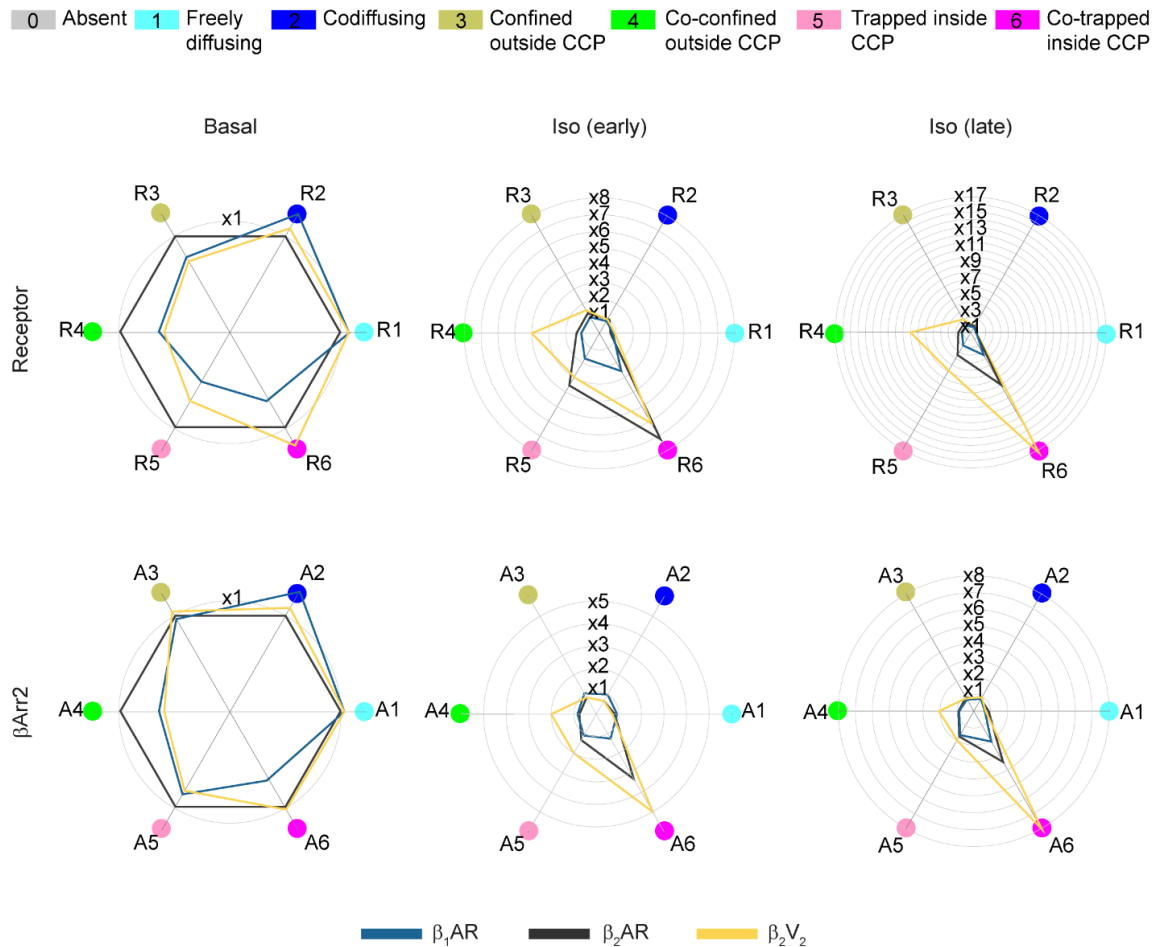 0 Absent 1 Freely diffusing 2 Codiffusing 3 Confined outside CCP 4 Co-confined outside CCP 5 Trapped inside CCP 6 Co-trapped inside CCP
Basal Iso (early) Iso (late)
Receptor
R3 R2
x1
R4 R1
R5 R6
R3 R2
x8
x7
x6
x5
x4
x3
x2
x1
R4 R1
R5 R6
R3 R2
x17
x15
x13
x11
x9
x7
x5
x3
x1
R4 R1
R5 R6
βArr2
A3 A2
x1
A4 A1
A5 A6
A3 A2
x5
x4
x3
x2
x1
A4 A1
A5 A6
A3 A2
x8
x7
x6
x5
x4
x3
x2
x1
A4 A1
A5 A6
β₁AR β₂AR β₂V₂